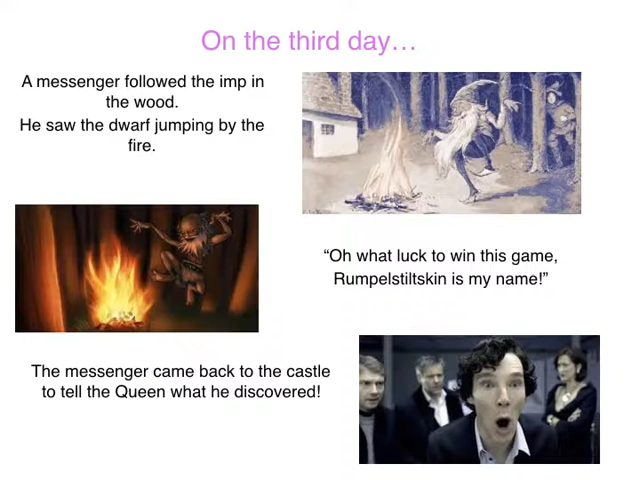 On the third day…
A messenger followed the imp in
the wood.
He saw the dwarf jumping by the
fire.
“Oh what luck to win this game,
Rumpelstiltskin is my name!”
The messenger came back to the castle
to tell the Queen what he discovered!